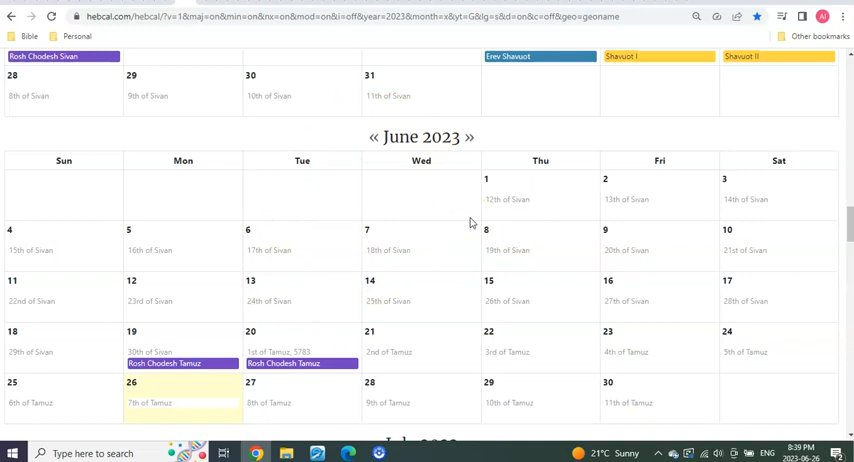 hebcal.com/hebcal/?v=1&maj=on&min=on&nx=on&mod=on&i=off&year=2023&month=x&yt=G&lg=s&d=on&c=off&geo=geoname
AI
Bible Personal Other bookmarks
Rosh Chodesh Sivan Erev Shavuot Shavuot I Shavuot II
28 29 30 31
8th of Sivan 9th of Sivan 10th of Sivan 11th of Sivan
« June 2023 »
Sun Mon Tue Wed Thu Fri Sat
1 2 3
12th of Sivan 13th of Sivan 14th of Sivan
4 5 6 7 8 9 10
15th of Sivan 16th of Sivan 17th of Sivan 18th of Sivan 19th of Sivan 20th of Sivan 21st of Sivan
11 12 13 14 15 16 17
22nd of Sivan 23rd of Sivan 24th of Sivan 25th of Sivan 26th of Sivan 27th of Sivan 28th of Sivan
18 19 20 21 22 23 24
29th of Sivan 30th of Sivan 1st of Tamuz, 5783 2nd of Tamuz 3rd of Tamuz 4th of Tamuz 5th of Tamuz
Rosh Chodesh Tamuz Rosh Chodesh Tamuz
25 26 27 28 29 30
6th of Tamuz 7th of Tamuz 8th of Tamuz 9th of Tamuz 10th of Tamuz 11th of Tamuz
Type here to search 21°C Sunny ENG 8:39 PM
2023-06-26 2